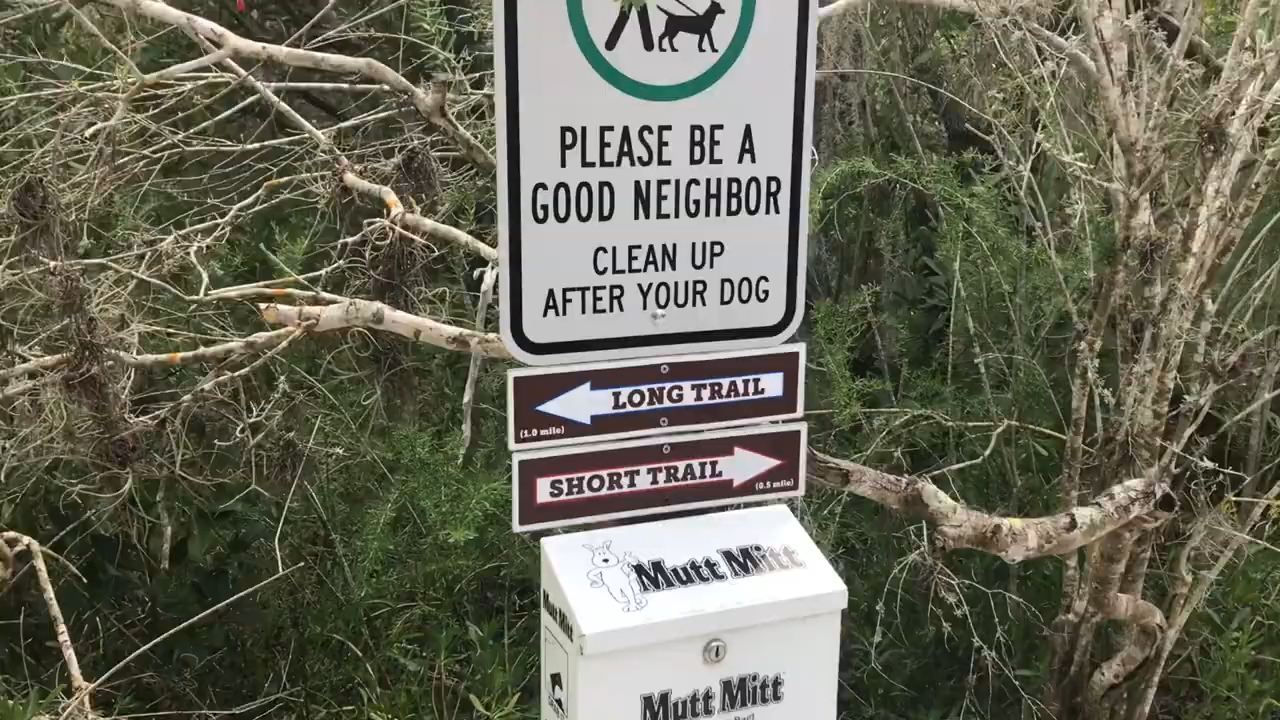 PLEASE BE A
GOOD NEIGHBOR
CLEAN UP
AFTER YOUR DOG
LONG TRAIL
(1.0 mile)
SHORT TRAIL
(0.5 mile)
Mutt Mitt
Mutt Mitt
Mutt Mitt